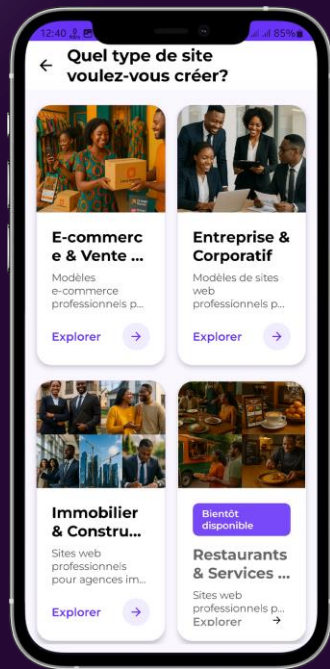 12:40
85%
Quel type de site
voulez-vous créer?
E-commerc
e & Vente ...
Modèles
e-commerce
professionnels p...
Explorer
Entreprise &
Corporatif
Modèles de sites
web
professionnels p...
Explorer
Immobilier
& Constru...
Sites web
professionnels
pour agences im...
Explorer
Bientôt
disponible
Restaurants
& Services ...
Sites web
professionnels p...
Explorer